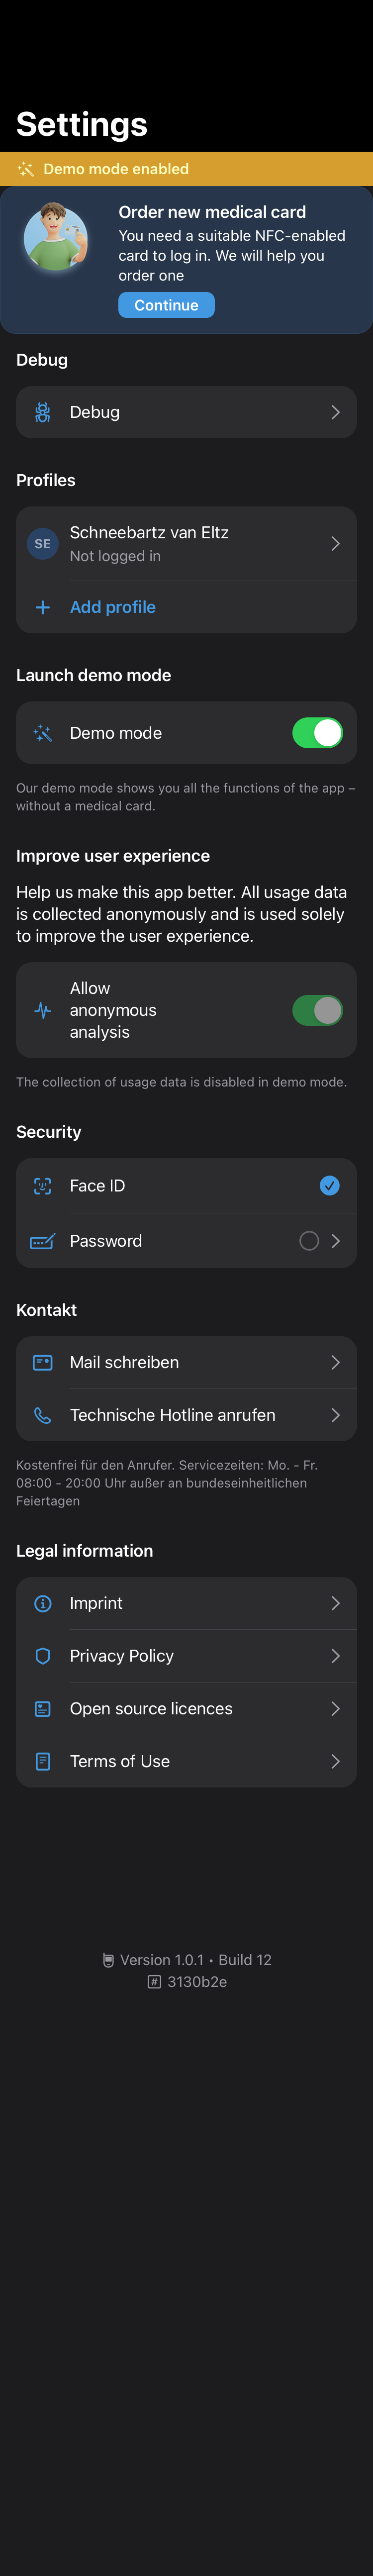 Settings
Demo mode enabled
Order new medical card
You need a suitable NFC-enabled
card to log in. We will help you
order one
Continue
Debug
Debug
Profiles
SE
Schneebartz van Eltz
Not logged in
Add profile
Launch demo mode
Demo mode
Our demo mode shows you all the functions of the app –
without a medical card.
Improve user experience
Help us make this app better. All usage data
is collected anonymously and is used solely
to improve the user experience.
Allow
anonymous
analysis
The collection of usage data is disabled in demo mode.
Security
Face ID
Password
Kontakt
Mail schreiben
Technische Hotline anrufen
Kostenfrei für den Anrufer. Servicezeiten: Mo. - Fr.
08:00 - 20:00 Uhr außer an bundeseinheitlichen
Feiertagen
Legal information
Imprint
Privacy Policy
Open source licences
Terms of Use
Version 1.0.1 • Build 12
# 3130b2e